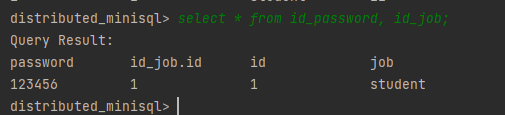 distributed_minisql> select * from id_password, id_job;
Query Result:
password id_job.id id job
123456 1 1 student
distributed_minisql>